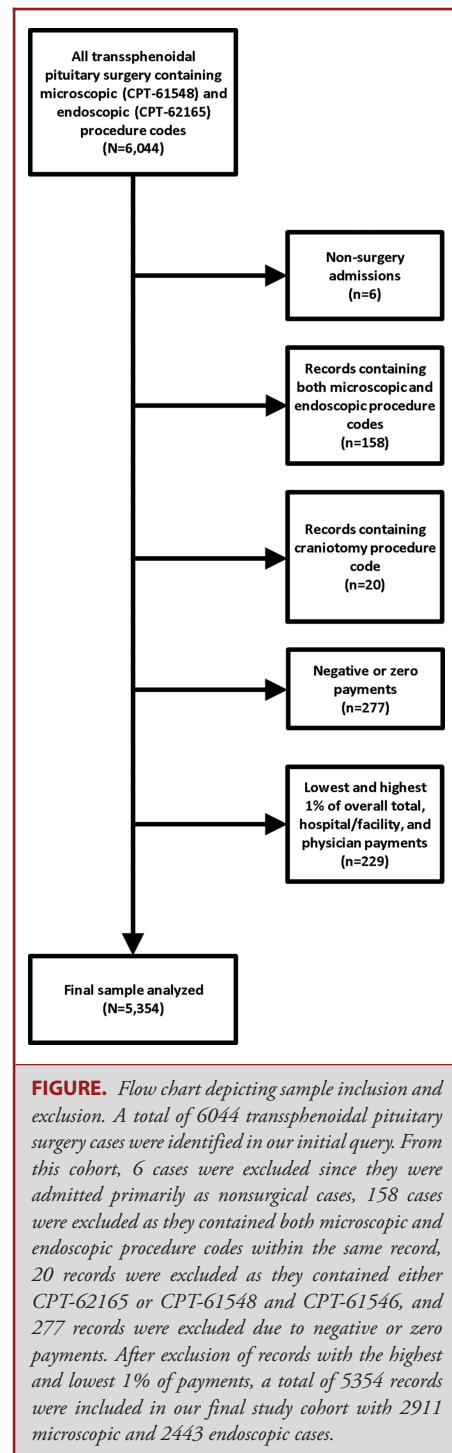 All transsphenoidal
pituitary surgery containing
microscopic (CPT-61548) and
endoscopic (CPT-62165)
procedure codes
(N=6,044)
Non-surgery
admissions
(n=6)
Records containing
both microscopic and
endoscopic procedure
codes
(n=158)
Records containing
craniotomy procedure
code
(n=20)
Negative or zero
payments
(n=277)
Lowest and highest
1% of overall total,
hospital/facility, and
physician payments
(n=229)
Final sample analyzed
(N=5,354)
FIGURE. Flow chart depicting sample inclusion and
exclusion. A total of 6044 transsphenoidal pituitary
surgery cases were identified in our initial query. From
this cohort, 6 cases were excluded since they were
admitted primarily as nonsurgical cases, 158 cases
were excluded as they contained both microscopic and
endoscopic procedure codes within the same record,
20 records were excluded as they contained either
CPT-62165 or CPT-61548 and CPT-61546, and
277 records were excluded due to negative or zero
payments. After exclusion of records with the highest
and lowest 1% of payments, a total of 5354 records
were included in our final study cohort with 2911
microscopic and 2443 endoscopic cases.